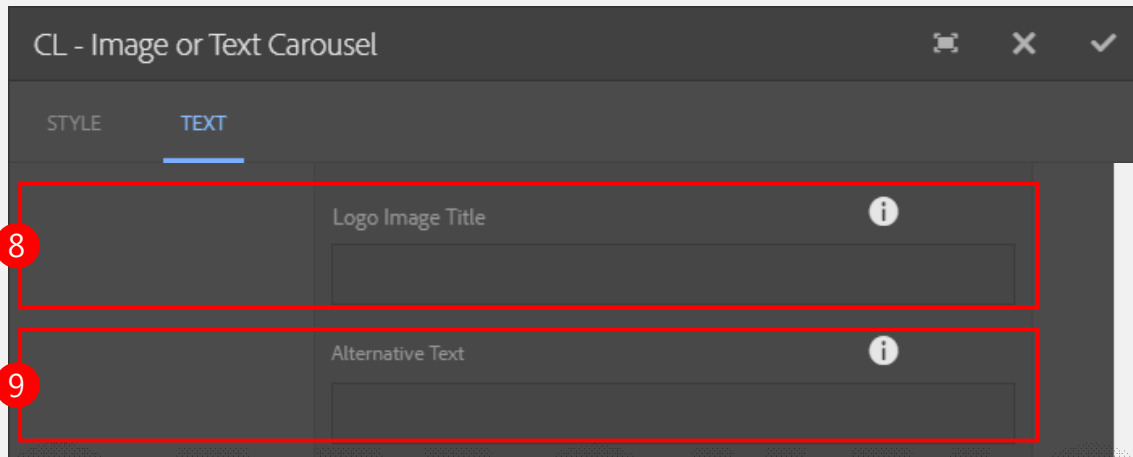 CL - Image or Text Carousel
STYLE TEXT
8
Logo Image Title
9
Alternative Text